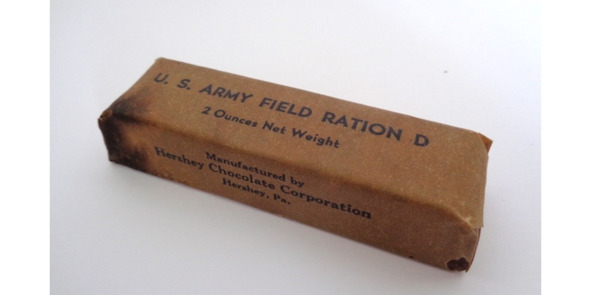 U. S. ARMY FIELD RATION D
2 Ounces Net Weight
Manufactured by
Hershey Chocolate Corporation
Hershey, Pa.